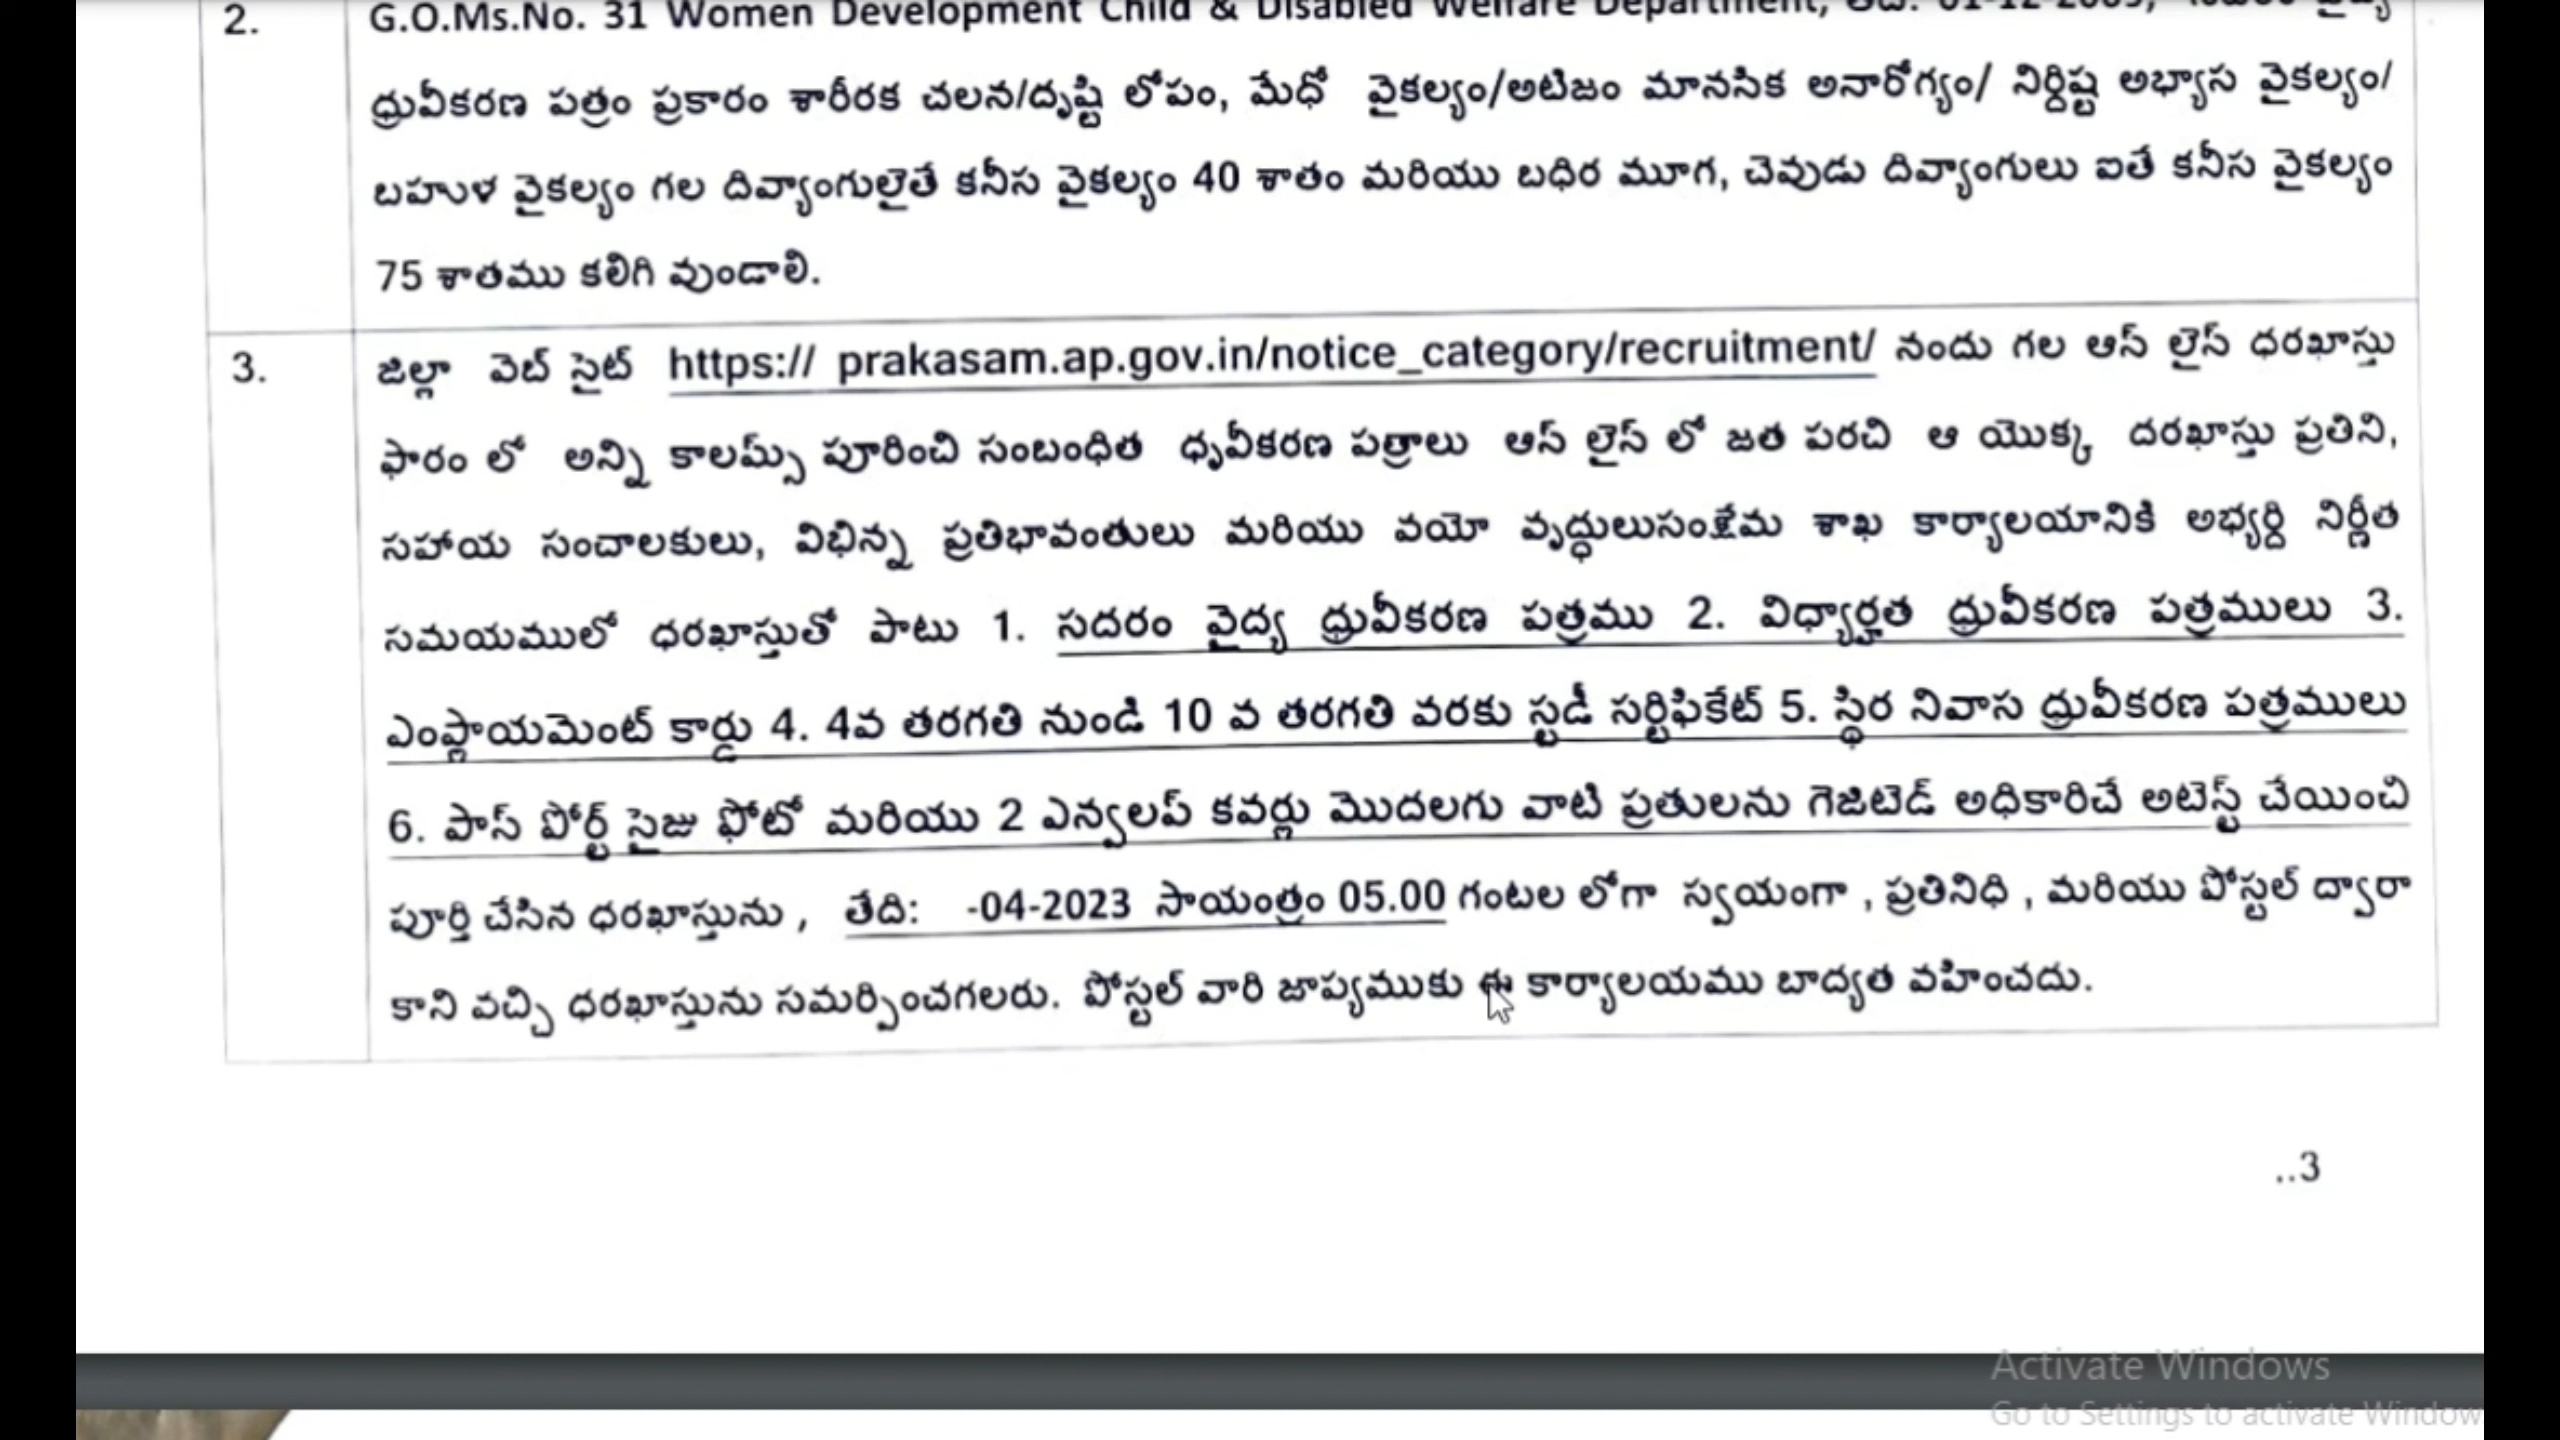 2. G.O.Ms.No. 31 Women Development Child & Disabled Welfare Department,
ధ్రువీకరణ పత్రం ప్రకారం శారీరక చలన/దృష్టి లోపం, మేధో వైకల్యం/అటిజం మానసిక అనారోగ్యం/ నిర్దిష్ట అభ్యాస వైకల్యం/
బహుళ వైకల్యం గల దివ్యాంగులైతే కనీస వైకల్యం 40 శాతం మరియు బధిర మూగ, చెవుడు దివ్యాంగులు ఐతే కనీస వైకల్యం
75 శాతము కలిగి వుండాలి.
3. జిల్లా వెబ్ సైట్ https:// prakasam.ap.gov.in/notice_category/recruitment/ నందు గల ఆన్ లైన్ ధరఖాస్తు
ఫారం లో అన్ని కాలమ్స్ పూరించి సంబంధిత ధృవీకరణ పత్రాలు ఆన్ లైన్ లో జత పరచి ఆ యొక్క దరఖాస్తు ప్రతిని,
సహాయ సంచాలకులు, విభిన్న ప్రతిభావంతులు మరియు వయో వృద్ధులుసంక్షేమ శాఖ కార్యాలయానికి అభ్యర్ది నిర్ణీత
సమయములో ధరఖాస్తుతో పాటు 1. సదరం వైద్య ధ్రువీకరణ పత్రము 2. విధ్యార్హత ధ్రువీకరణ పత్రములు 3.
ఎంప్లాయమెంట్ కార్డు 4. 4వ తరగతి నుండి 10 వ తరగతి వరకు స్టడీ సర్టిఫికేట్ 5. స్థిర నివాస ధ్రువీకరణ పత్రములు
6. పాస్ పోర్ట్ సైజు ఫోటో మరియు 2 ఎన్వలప్ కవర్లు మొదలగు వాటి ప్రతులను గెజిటెడ్ అధికారిచే అటెస్ట్ చేయించి
పూర్తి చేసిన ధరఖాస్తును , తేది: -04-2023 సాయంత్రం 05.00 గంటల లోగా స్వయంగా , ప్రతినిధి , మరియు పోస్టల్ ద్వారా
కాని వచ్చి ధరఖాస్తును సమర్పించగలరు. పోస్టల్ వారి జాప్యముకు ఈ కార్యాలయము బాద్యత వహించదు.
..3
Activate Windows
Go to Settings to activate Window